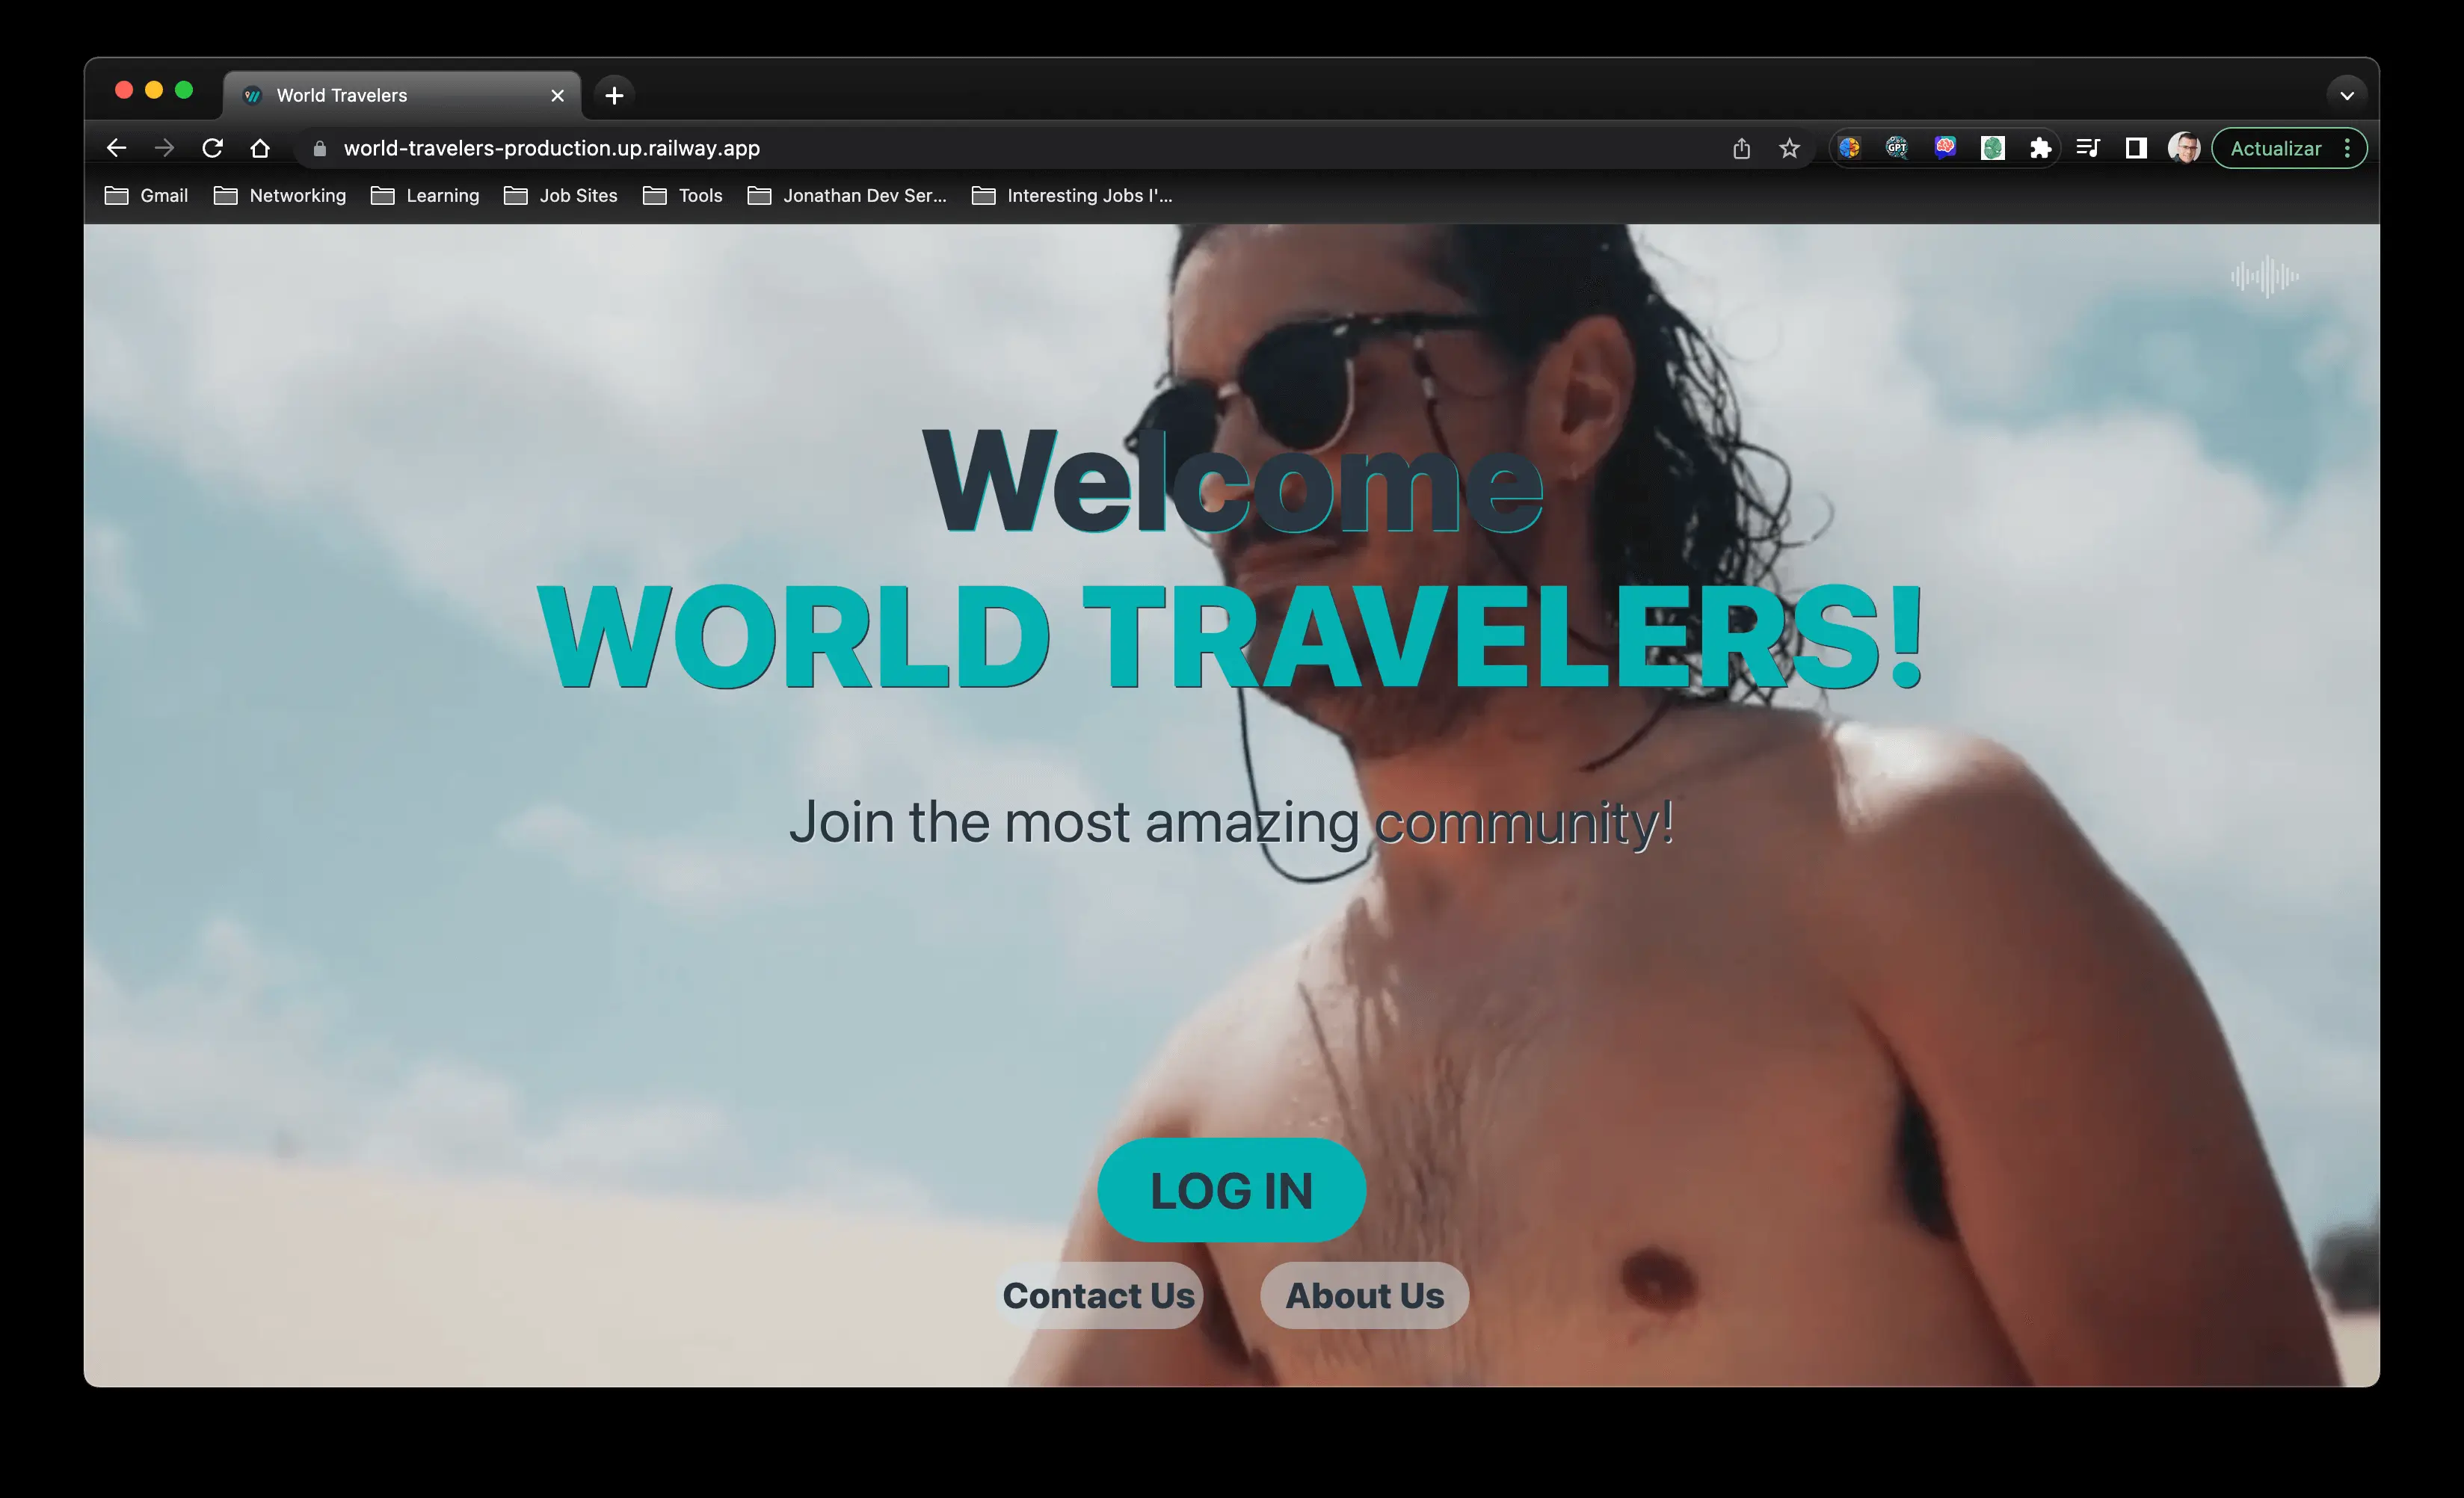 World Travelers
world-travelers-production.up.railway.app
GPT
Actualizar
Gmail
Networking
Learning
Job Sites
Tools
Jonathan Dev Ser...
Interesting Jobs I'...
Welcome
WORLD TRAVELERS!
Join the most amazing community!
LOG IN
Contact Us
About Us